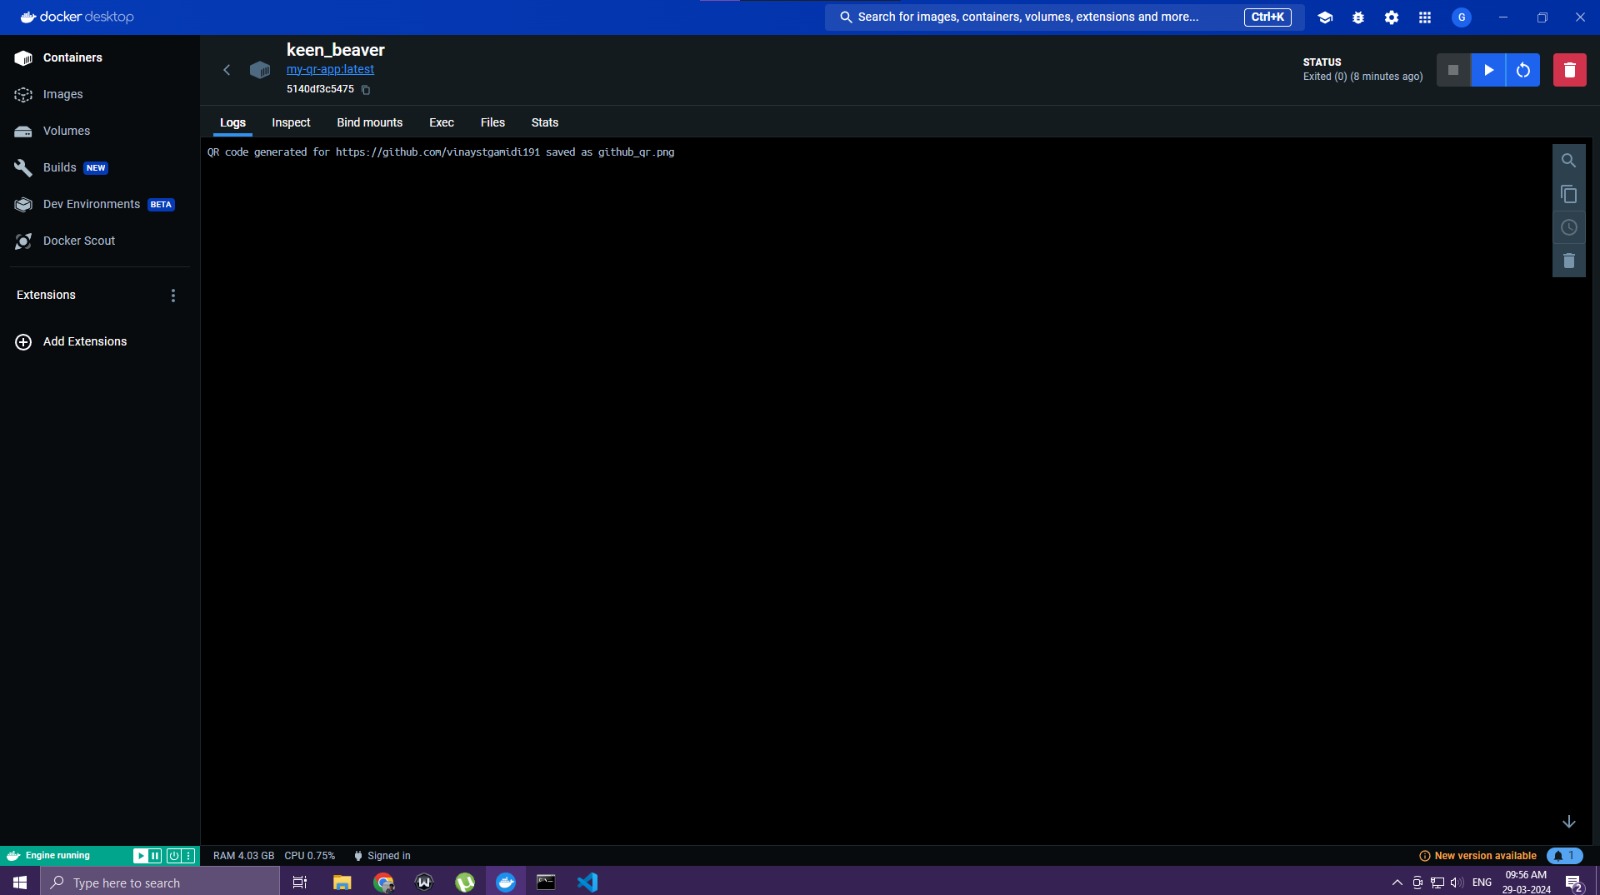 docker desktop
Search for images, containers, volumes, extensions and more...
Ctrl+K
G
Containers
Images
Volumes
Builds NEW
Dev Environments BETA
Docker Scout
Extensions
Add Extensions
keen_beaver
my-qr-app:latest
5140df3c5475
STATUS
Exited (0) (8 minutes ago)
Logs Inspect Bind mounts Exec Files Stats
QR code generated for https://github.com/vinaystgamidi191 saved as github_qr.png
Engine running
RAM 4.03 GB CPU 0.75% Signed in
New version available
1
Type here to search
ENG
09:56 AM
29-03-2024
2